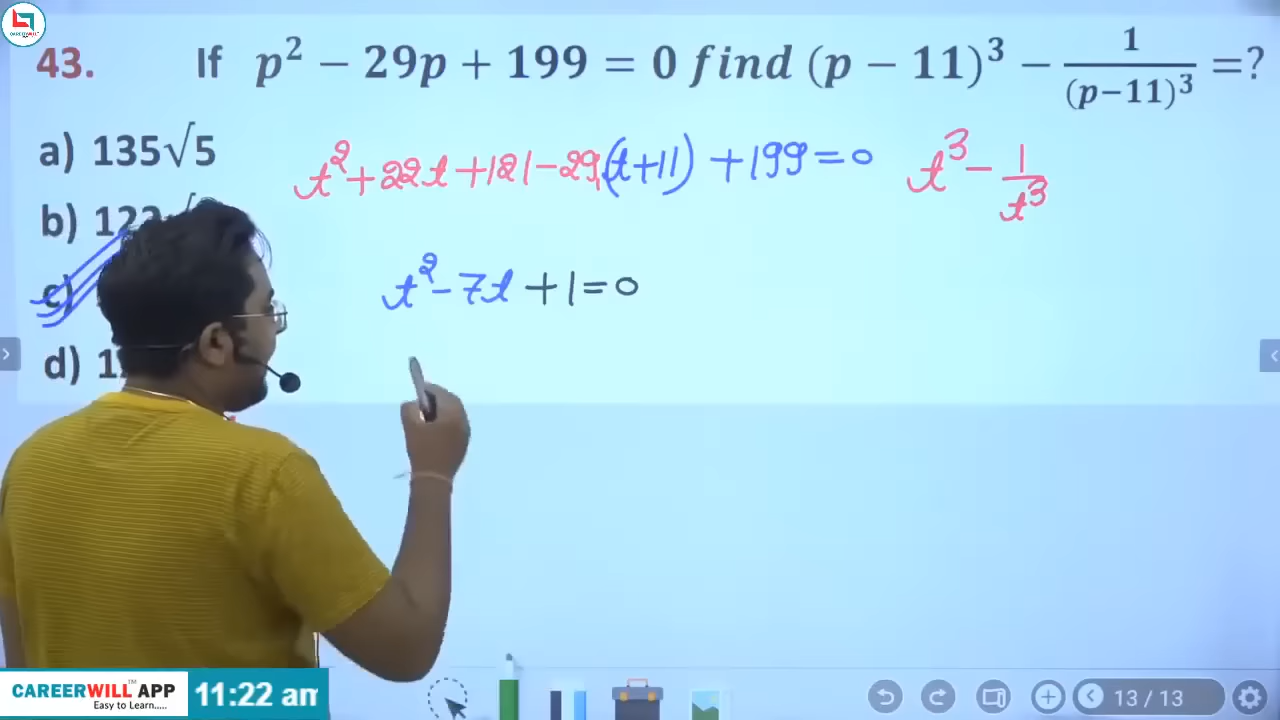 CAREERWILL
43. If p² − 29p + 199 = 0 find (p − 11)³ − 1/(p−11)³ =?
a) 135√5
t² + 22t + 121 − 29(t+11) + 199 = 0
t³ − 1/t³
b)
c)
t² − 7t + 1 = 0
d)
CAREERWILL™ APP
Easy to Learn.....
11:22 am
13 / 13